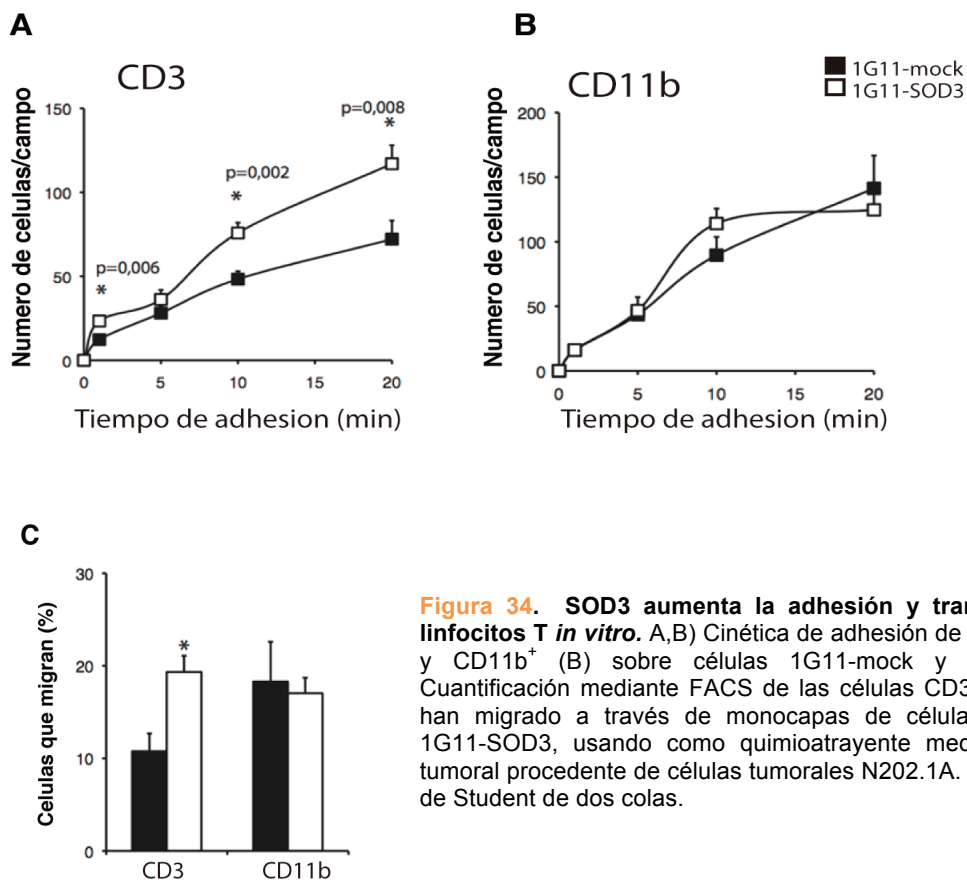 A
CD3
Numero de celulas/campo
150
100
50
0
p=0,006
*
p=0,002
*
p=0,008
*
0 5 10 15 20
Tiempo de adhesion (min)
B
CD11b
1G11-mock
1G11-SOD3
Numero de celulas/campo
200
150
100
50
0
0 5 10 15 20
Tiempo de adhesion (min)
C
Celulas que migran (%)
30
20
10
0
*
CD3 CD11b
Figura 34. SOD3 aumenta la adhesión y tran
linfocitos T in vitro. A,B) Cinética de adhesión de
y CD11b+ (B) sobre células 1G11-mock y
Cuantificación mediante FACS de las células CD3
han migrado a través de monocapas de célula
1G11-SOD3, usando como quimioatrayente med
tumoral procedente de células tumorales N202.1A.
de Student de dos colas.